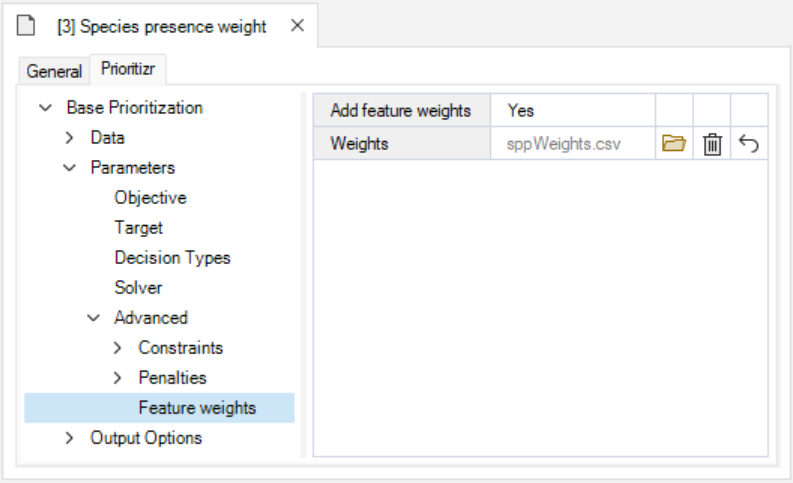 [3] Species presence weight
General Prioritizr
Base Prioritization
Data
Parameters
Objective
Target
Decision Types
Solver
Advanced
Constraints
Penalties
Feature weights
Output Options
Add feature weights Yes
Weights sppWeights.csv